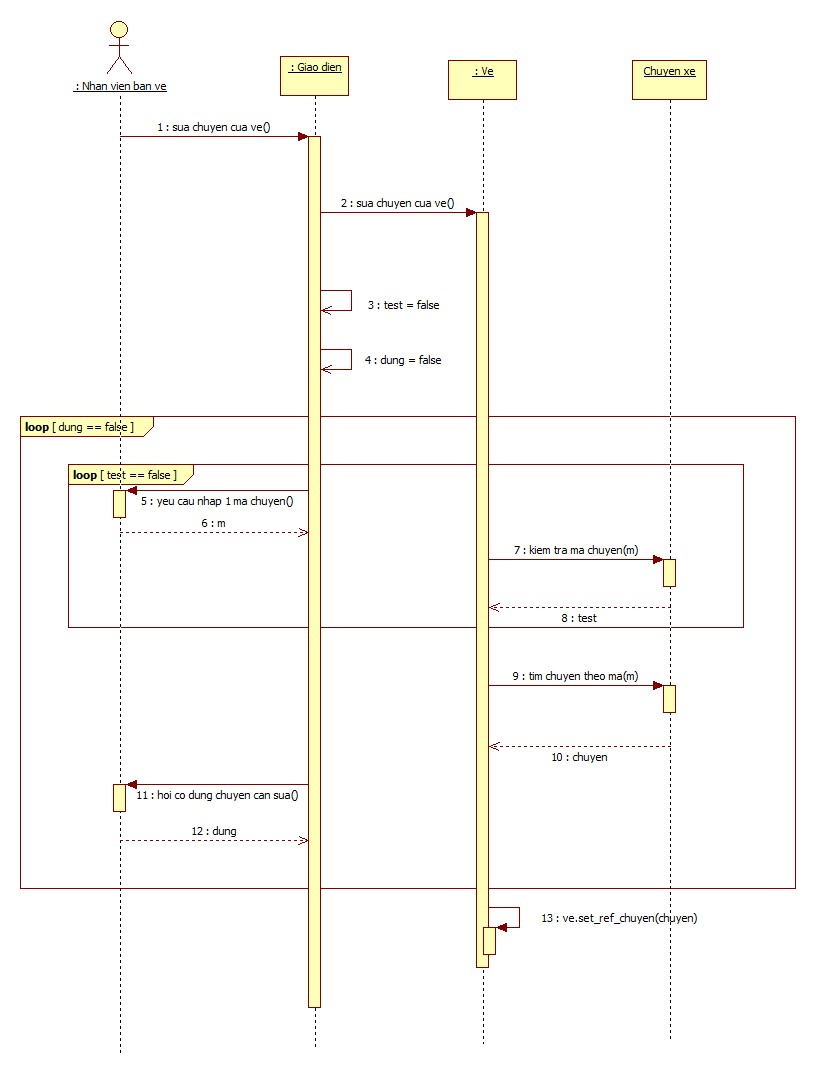 : Nhan vien ban ve
: Giao dien
: Ve
Chuyen xe
1 : sua chuyen cua ve()
2 : sua chuyen cua ve()
3 : test = false
4 : dung = false
loop [ dung == false ]
loop [ test == false ]
5 : yeu cau nhap 1 ma chuyen()
6 : m
7 : kiem tra ma chuyen(m)
8 : test
9 : tim chuyen theo ma(m)
10 : chuyen
11 : hoi co dung chuyen can sua()
12 : dung
13 : ve.set_ref_chuyen(chuyen)